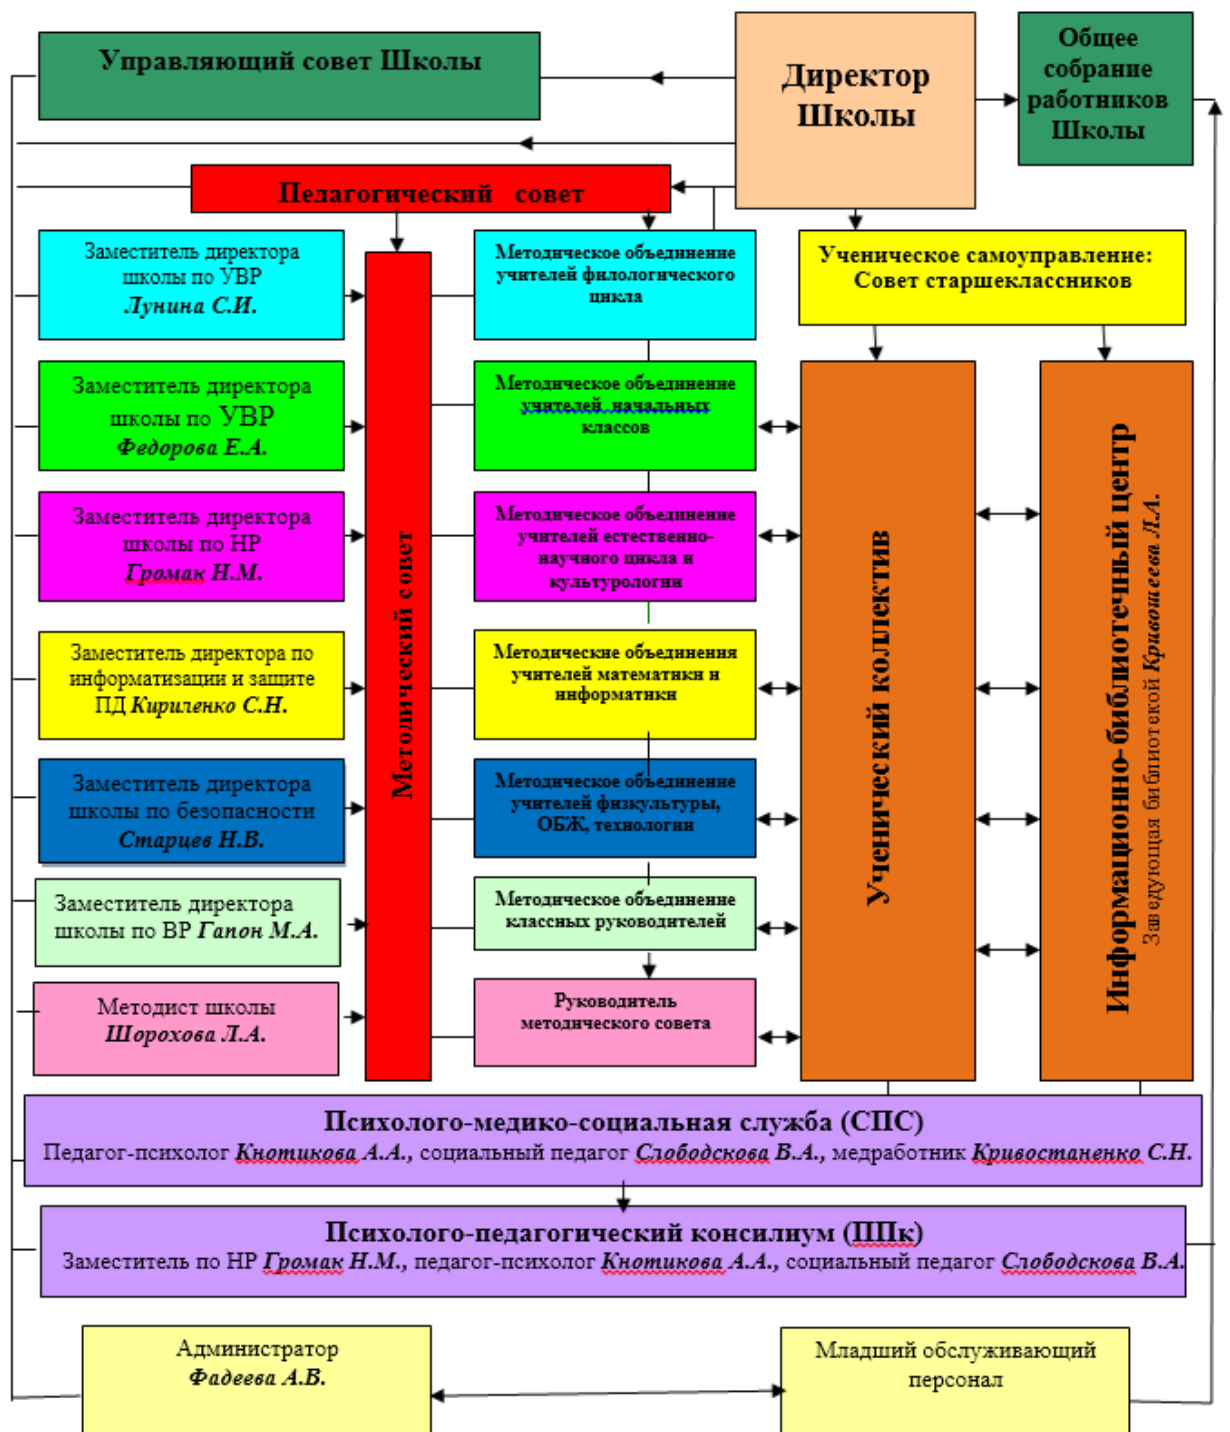 Управляющий совет Школы
Директор
Школы
Общее
собрание
работников
Школы
Педагогический совет
Заместитель директора
школы по УВР
Лунина С.И.
Методическое объединение
учителей филологического
цикла
Ученическое самоуправление:
Совет старшеклассников
Заместитель директора
школы по УВР
Федорова Е.А.
Методическое объединение
учителей начальных
классов
Заместитель директора
школы по НР
Громак Н.М.
Методическое объединение
учителей естественно-
научного цикла и
культурологии
Заместитель директора по
информатизации и защите
ПД Кириленко С.Н.
Методические объединения
учителей математики и
информатики
Заместитель директора
школы по безопасности
Старцев Н.В.
Методическое объединение
учителей физкультуры,
ОБЖ, технологии
Заместитель директора
школы по ВР Гапон М.А.
Методическое объединение
классных руководителей
Методист школы
Шорохова Л.А.
Руководитель
методического совета
Методический совет
Ученический коллектив
Информационно-библиотечный центр
Заведующая библиотекой Кривошеева Л.А.
Психолого-медико-социальная служба (СПС)
Педагог-психолог Кнотикова А.А., социальный педагог Слободскова В.А., медработник Кривостаненко С.Н.
Психолого-педагогический консилиум (ППк)
Заместитель по НР Громак Н.М., педагог-психолог Кнотикова А.А., социальный педагог Слободскова В.А.
Администратор
Фадеева А.В.
Младший обслуживающий
персонал